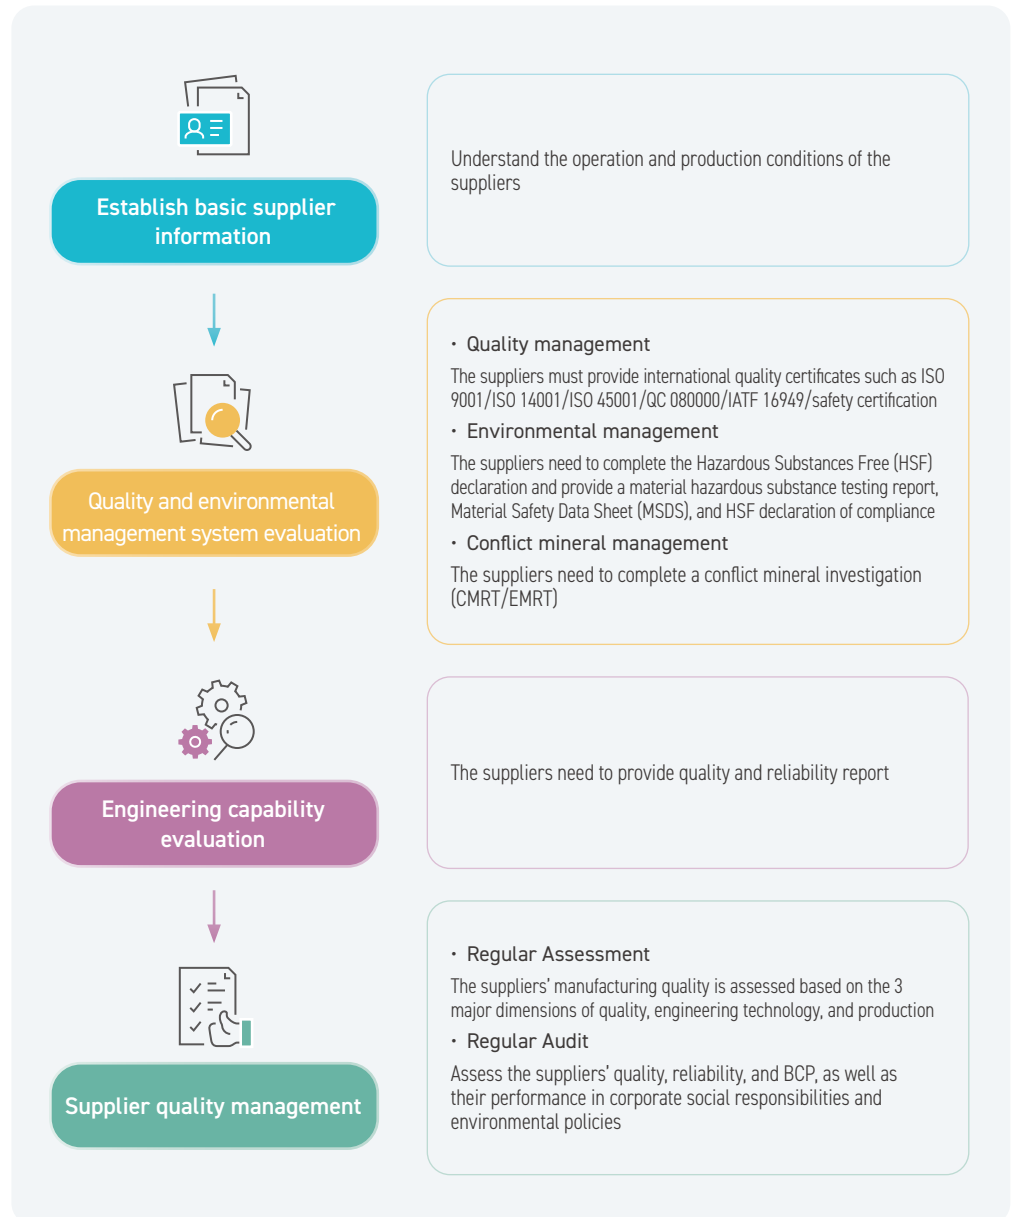 Establish basic supplier
information
Understand the operation and production conditions of the
suppliers
Quality and environmental
management system evaluation
・ Quality management
The suppliers must provide international quality certificates such as ISO
9001/ISO 14001/ISO 45001/QC 080000/IATF 16949/safety certification
・ Environmental management
The suppliers need to complete the Hazardous Substances Free (HSF)
declaration and provide a material hazardous substance testing report,
Material Safety Data Sheet (MSDS), and HSF declaration of compliance
・ Conflict mineral management
The suppliers need to complete a conflict mineral investigation
(CMRT/EMRT)
Engineering capability
evaluation
The suppliers need to provide quality and reliability report
Supplier quality management
・ Regular Assessment
The suppliers’ manufacturing quality is assessed based on the 3
major dimensions of quality, engineering technology, and production
・ Regular Audit
Assess the suppliers’ quality, reliability, and BCP, as well as
their performance in corporate social responsibilities and
environmental policies